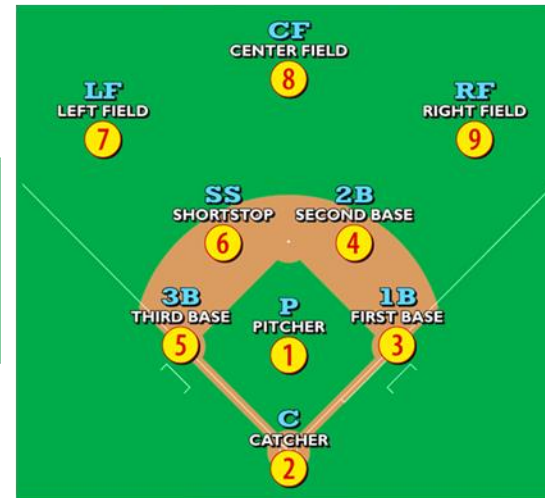 CF
CENTER FIELD
8
LF
LEFT FIELD
7
RF
RIGHT FIELD
9
SS
SHORTSTOP
6
2B
SECOND BASE
4
3B
THIRD BASE
5
P
PITCHER
1
1B
FIRST BASE
3
C
CATCHER
2